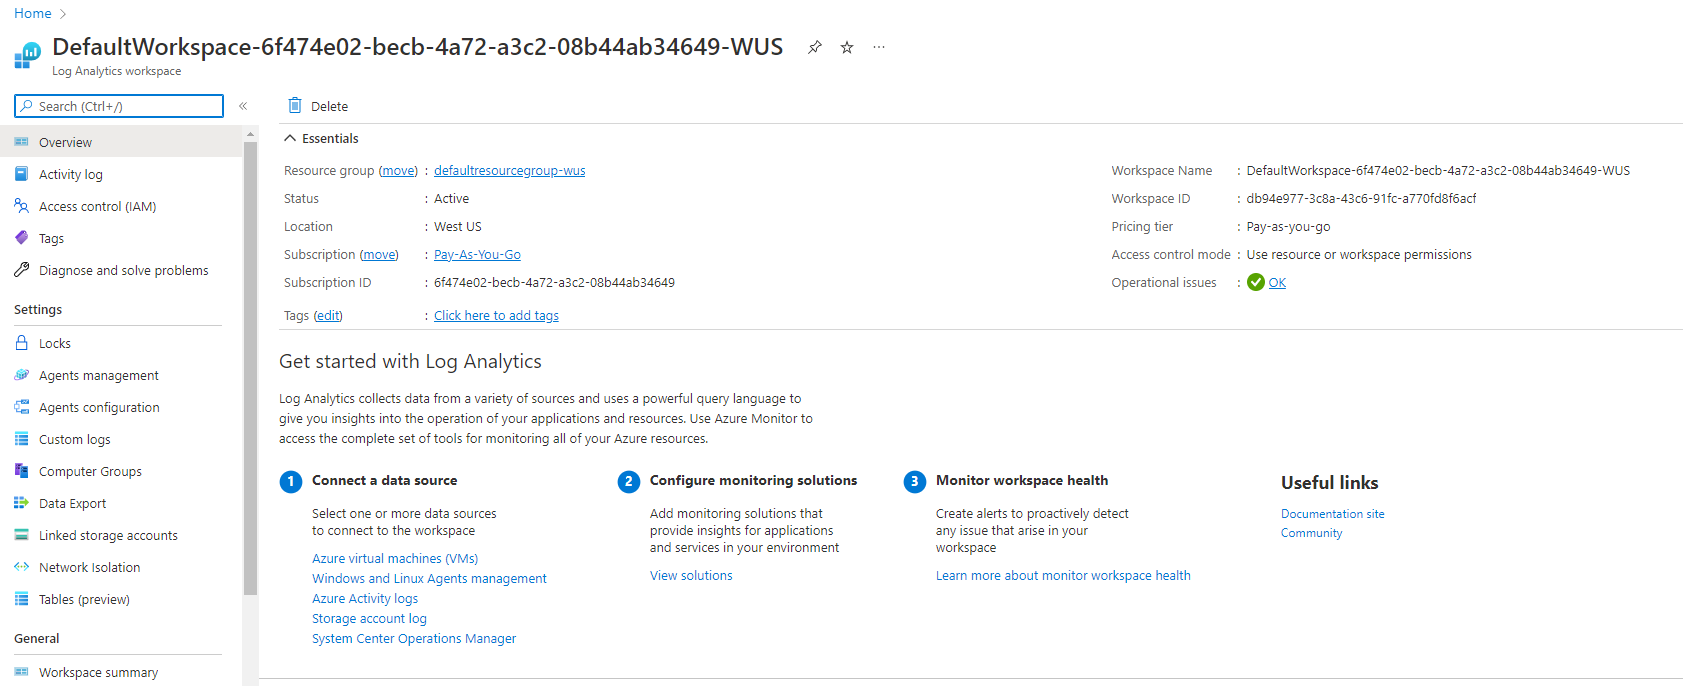 Home
DefaultWorkspace-6f474e02-becb-4a72-a3c2-08b44ab34649-WUS
Log Analytics workspace
Search (Ctrl+/)
Overview
Activity log
Access control (IAM)
Tags
Diagnose and solve problems
Settings
Locks
Agents management
Agents configuration
Custom logs
Computer Groups
Data Export
Linked storage accounts
Network Isolation
Tables (preview)
General
Workspace summary
Delete
Essentials
Resource group (move) : defaultresourcegroup-wus
Status : Active
Location : West US
Subscription (move) : Pay-As-You-Go
Subscription ID : 6f474e02-becb-4a72-a3c2-08b44ab34649
Tags (edit) : Click here to add tags
Workspace Name : DefaultWorkspace-6f474e02-becb-4a72-a3c2-08b44ab34649-WUS
Workspace ID : db94e977-3c8a-43c6-91fc-a770fd8f6acf
Pricing tier : Pay-as-you-go
Access control mode : Use resource or workspace permissions
Operational issues : OK
Get started with Log Analytics
Log Analytics collects data from a variety of sources and uses a powerful query language to
give you insights into the operation of your applications and resources. Use Azure Monitor to
access the complete set of tools for monitoring all of your Azure resources.
1 Connect a data source
Select one or more data sources
to connect to the workspace
Azure virtual machines (VMs)
Windows and Linux Agents management
Azure Activity logs
Storage account log
System Center Operations Manager
2 Configure monitoring solutions
Add monitoring solutions that
provide insights for applications
and services in your environment
View solutions
3 Monitor workspace health
Create alerts to proactively detect
any issue that arise in your
workspace
Learn more about monitor workspace health
Useful links
Documentation site
Community